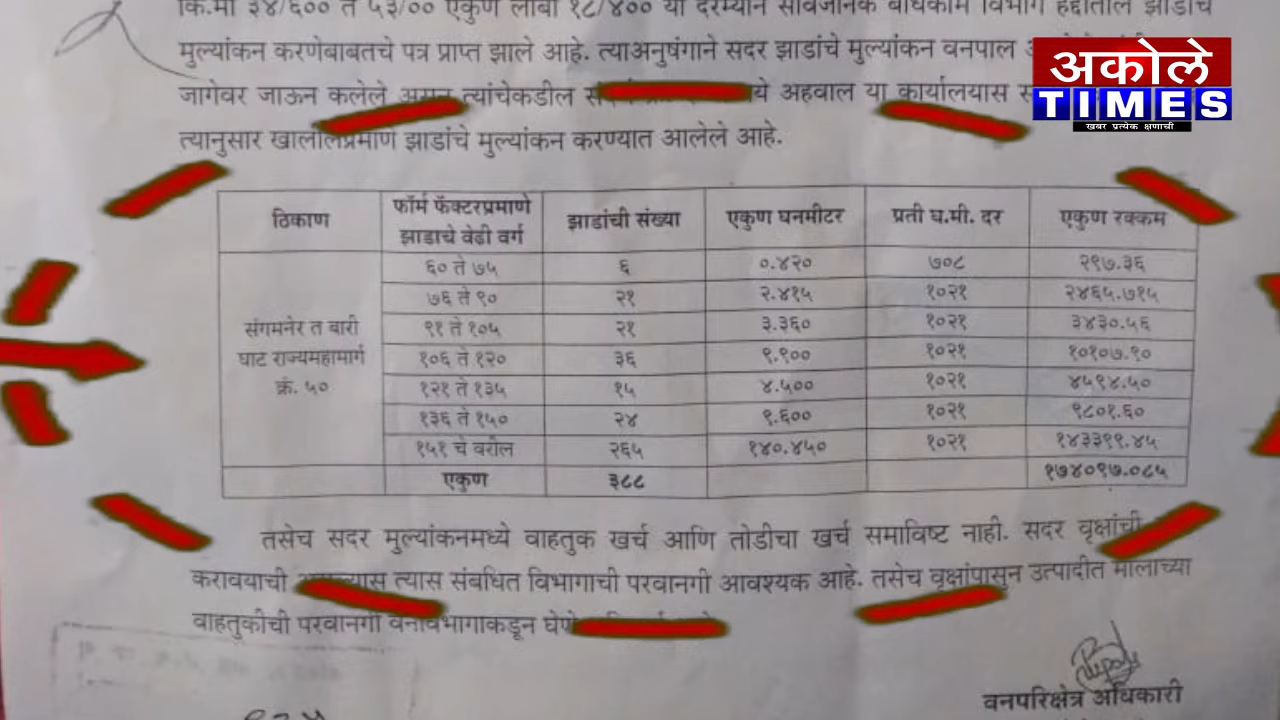 कि.मी ३४/६०० ते ५३/०० एकुण लांबी १८/४०० या दरम्यान सार्वजनिक बांधकाम विभाग हद्दीतील झाडांचे
मुल्यांकन करणेबाबतचे पत्र प्राप्त झाले आहे. त्याअनुषंगाने सदर झाडांचे मुल्यांकन वनपाल
जागेवर जाऊन केलेले असुन त्यांचेकडील ये अहवाल या कार्यालयास
त्यानुसार खालीलप्रमाणे झाडांचे मुल्यांकन करण्यात आलेले आहे.
अकोले
TIMES
खबर प्रत्येक क्षणाची
ठिकाण फॉर्म फॅक्टरप्रमाणे झाडाचे वेढी वर्ग झाडांची संख्या एकुण घनमीटर प्रती घ.मी. दर एकुण रक्कम
६० ते ७५ ६ ०.४२० ७०८ २९७.३६
७६ ते ९० २१ २.४१५ १०२१ २४६५.७१५
९१ ते १०५ २१ ३.३६० १०२१ ३४३०.५६
संगमनेर त बारी घाट राज्यमहामार्ग क्रं. ५०
१०६ ते १२० ३६ ९.९०० १०२१ १०१०७.९०
१२१ ते १३५ १५ ४.५०० १०२१ ४५९४.५०
१३६ ते १५० २४ ९.६०० १०२१ ९८०१.६०
१५१ चे वरील २६५ १४०.४५० १०२१ १४३३९९.४५
एकुण ३८८ १७४०९७.०८५
तसेच सदर मुल्यांकनमध्ये वाहतुक खर्च आणि तोडीचा खर्च समाविष्ट नाही. सदर वृक्षांची
करावयाची असल्यास त्यास संबधित विभागाची परवानगी आवश्यक आहे. तसेच वृक्षांपासुन उत्पादीत मालाच्या
वाहतुकीची परवानगी वनविभागाकडून घेणे
वनपरिक्षेत्र अधिकारी